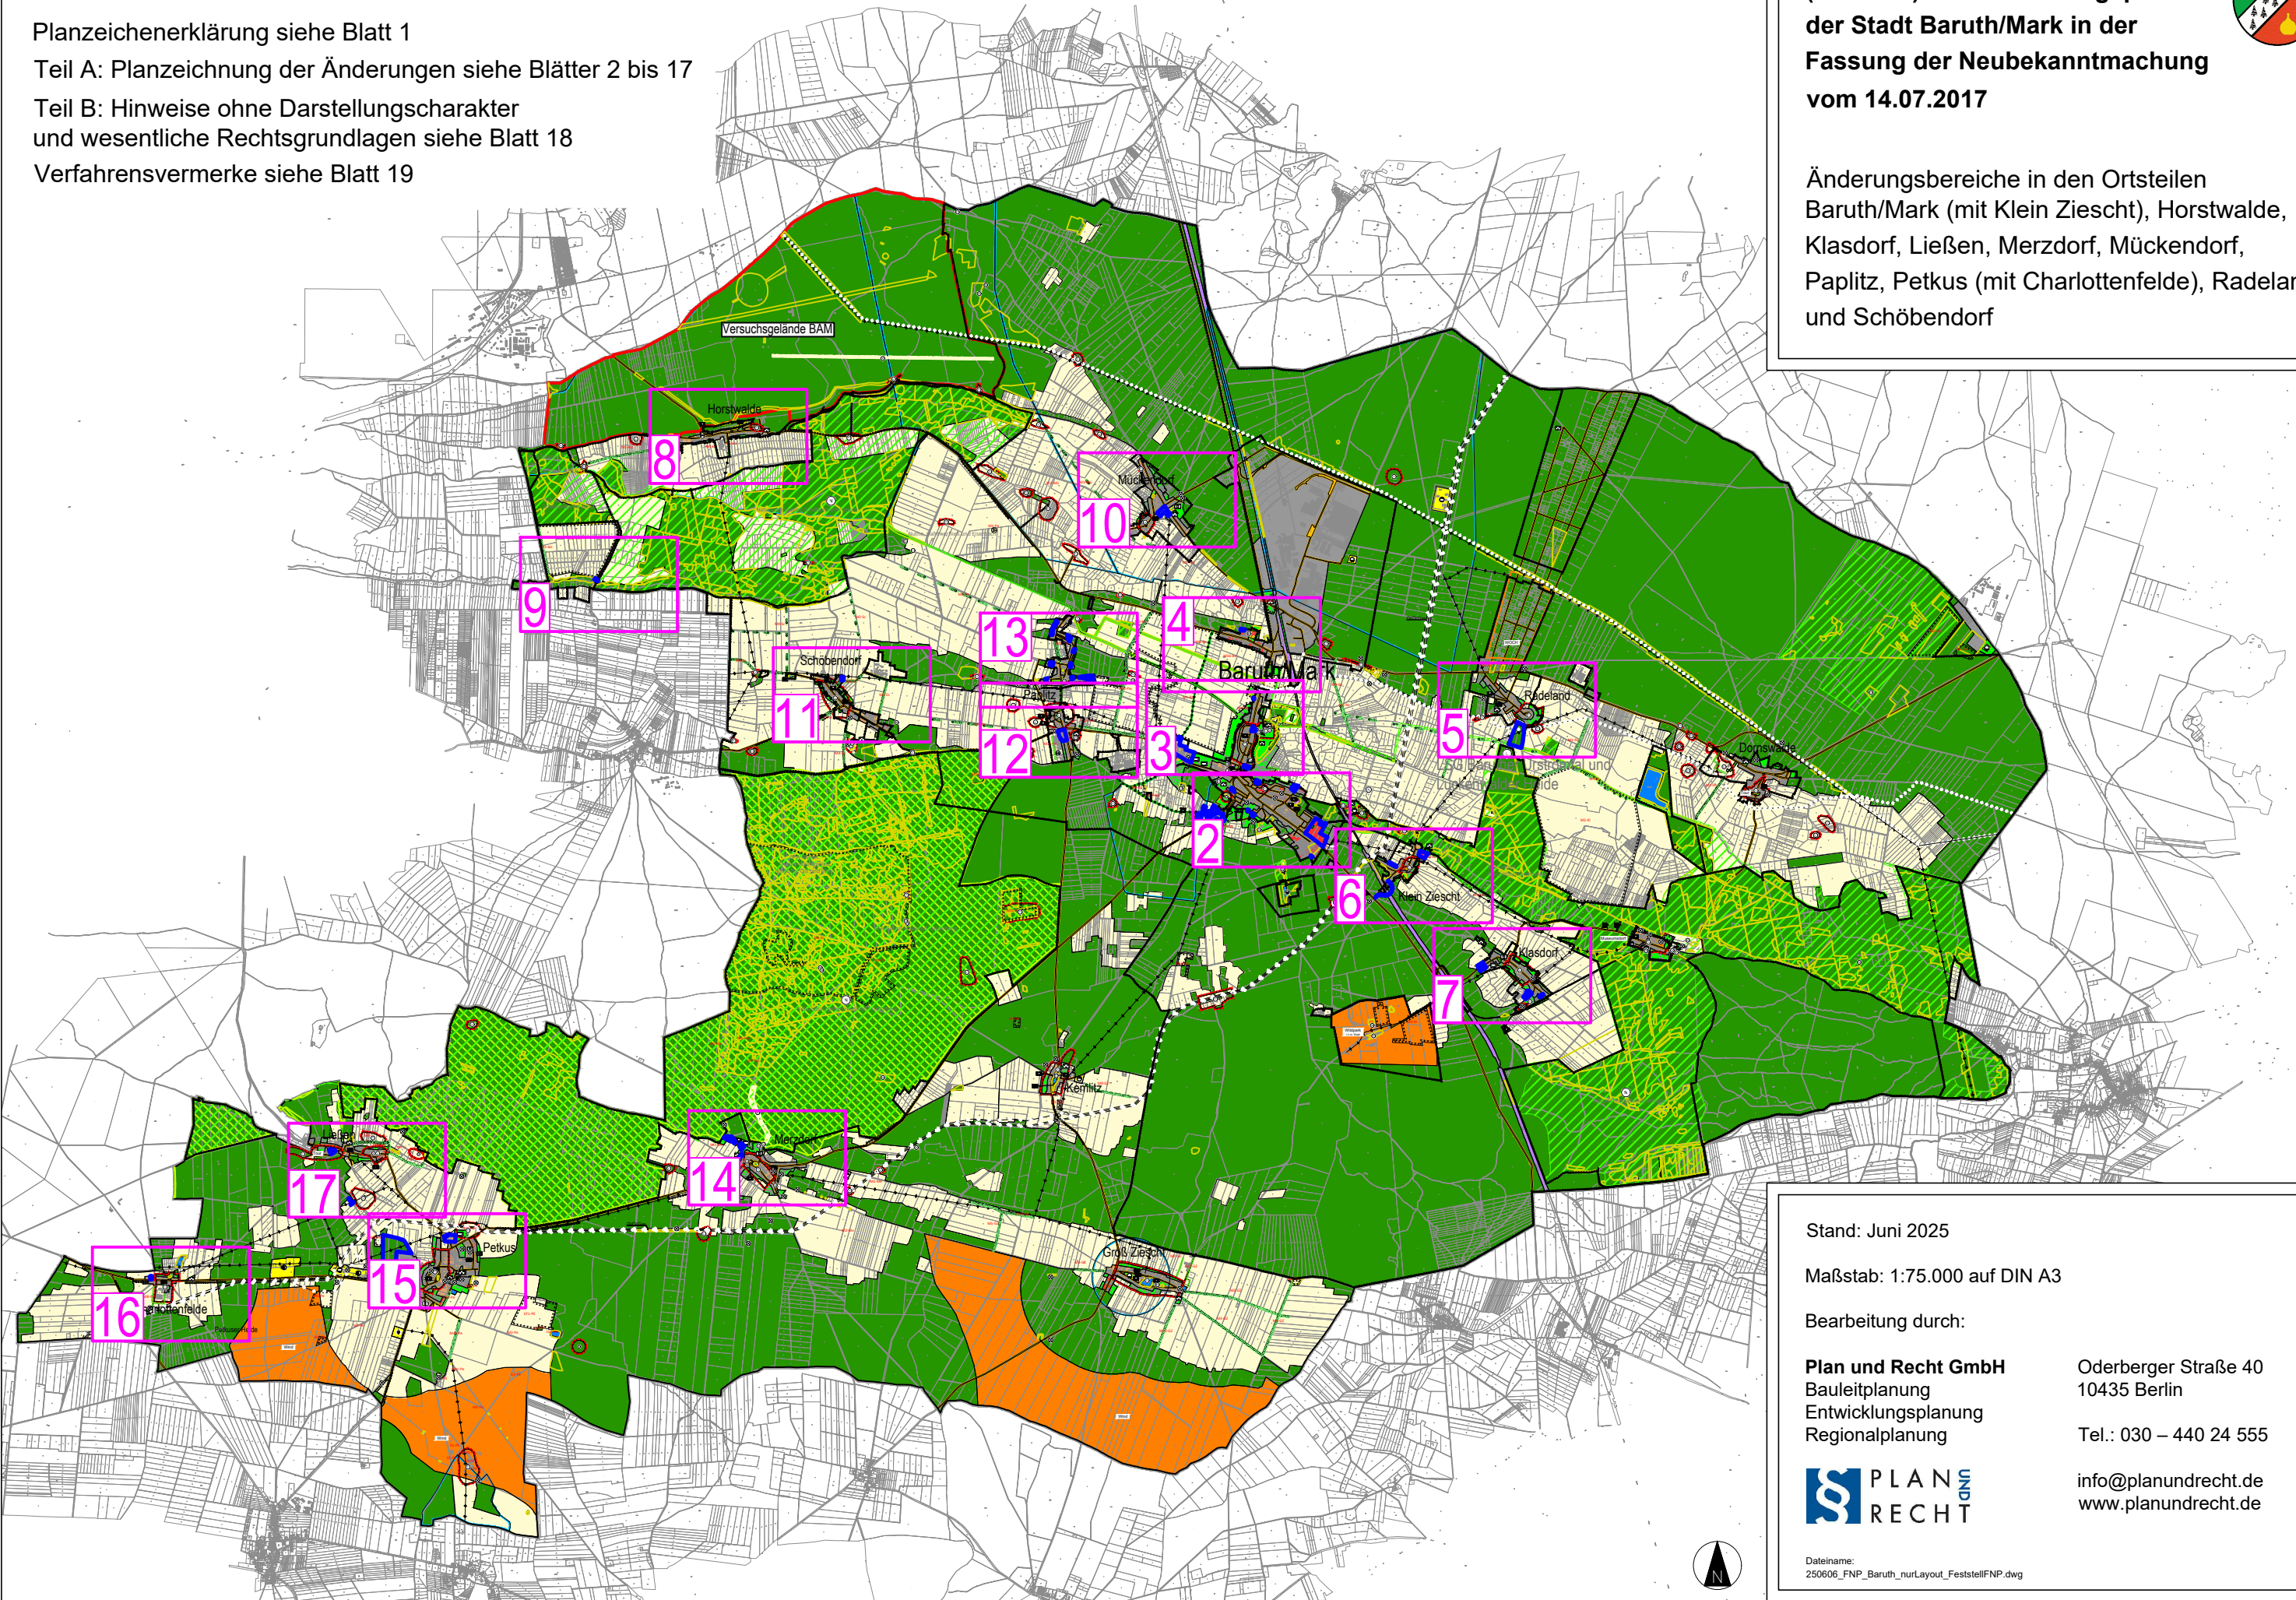 Planzeichenerklärung siehe Blatt 1
Teil A: Planzeichnung der Änderungen siehe Blätter 2 bis 17
Teil B: Hinweise ohne Darstellungscharakter
und wesentliche Rechtsgrundlagen siehe Blatt 18
Verfahrensvermerke siehe Blatt 19
der Stadt Baruth/Mark in der
Fassung der Neubekanntmachung
vom 14.07.2017
Änderungsbereiche in den Ortsteilen
Baruth/Mark (mit Klein Ziescht), Horstwalde,
Klasdorf, Ließen, Merzdorf, Mückendorf,
Paplitz, Petkus (mit Charlottenfelde), Radelan
und Schöbendorf
Versuchsgelände BAM
Horstwalde
8
Mückendorf
10
9
13
4
Baruth/Mark
Schöbendorf
11
Paplitz
12
3
5
Radeland
Dornswalde
2
6
Klein Ziescht
7
Klasdorf
Wildpark
Kemlitz
Ließen
17
14
Merzdorf
Petkus
15
16
Groß Ziescht
Wind
Wind
Wind
Stand: Juni 2025
Maßstab: 1:75.000 auf DIN A3
Bearbeitung durch:
Plan und Recht GmbH
Bauleitplanung
Entwicklungsplanung
Regionalplanung
Oderberger Straße 40
10435 Berlin
Tel.: 030 – 440 24 555
info@planundrecht.de
www.planundrecht.de
PLAN UND
RECHT
N
Dateiname:
250606_FNP_Baruth_nurLayout_FeststellFNP.dwg